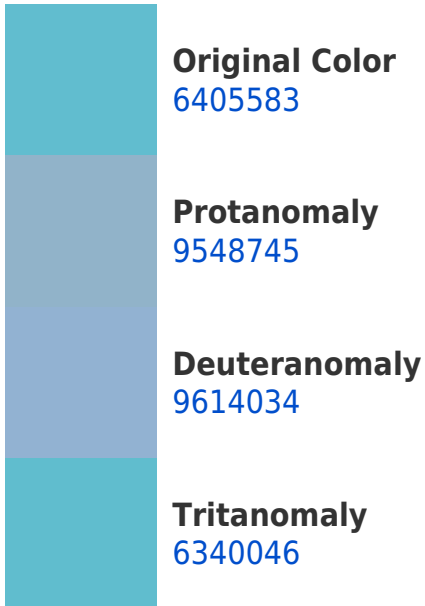 Original Color
6405583
Protanomaly
9548745
Deuteranomaly
9614034
Tritanomaly
6340046